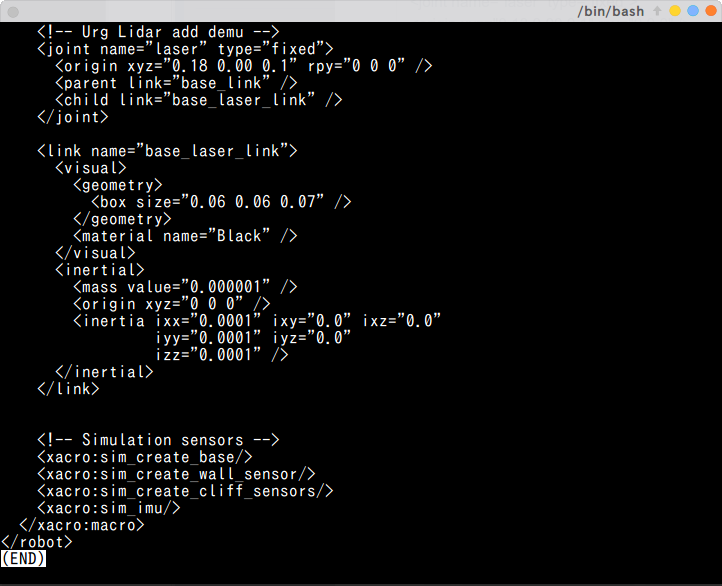 /bin/bash
<!-- Urg Lidar add demu -->
<joint name="laser" type="fixed">
<origin xyz="0.18 0.00 0.1" rpy="0 0 0" />
<parent link="base_link" />
<child link="base_laser_link" />
</joint>
<link name="base_laser_link">
<visual>
<geometry>
<box size="0.06 0.06 0.07" />
</geometry>
<material name="Black" />
</visual>
<inertial>
<mass value="0.000001" />
<origin xyz="0 0 0" />
<inertia ixx="0.0001" ixy="0.0" ixz="0.0"
iyy="0.0001" iyz="0.0"
izz="0.0001" />
</inertial>
</link>
<!-- Simulation sensors -->
<xacro:sim_create_base/>
<xacro:sim_create_wall_sensor/>
<xacro:sim_create_cliff_sensors/>
<xacro:sim_imu/>
</xacro:macro>
</robot>
(END)